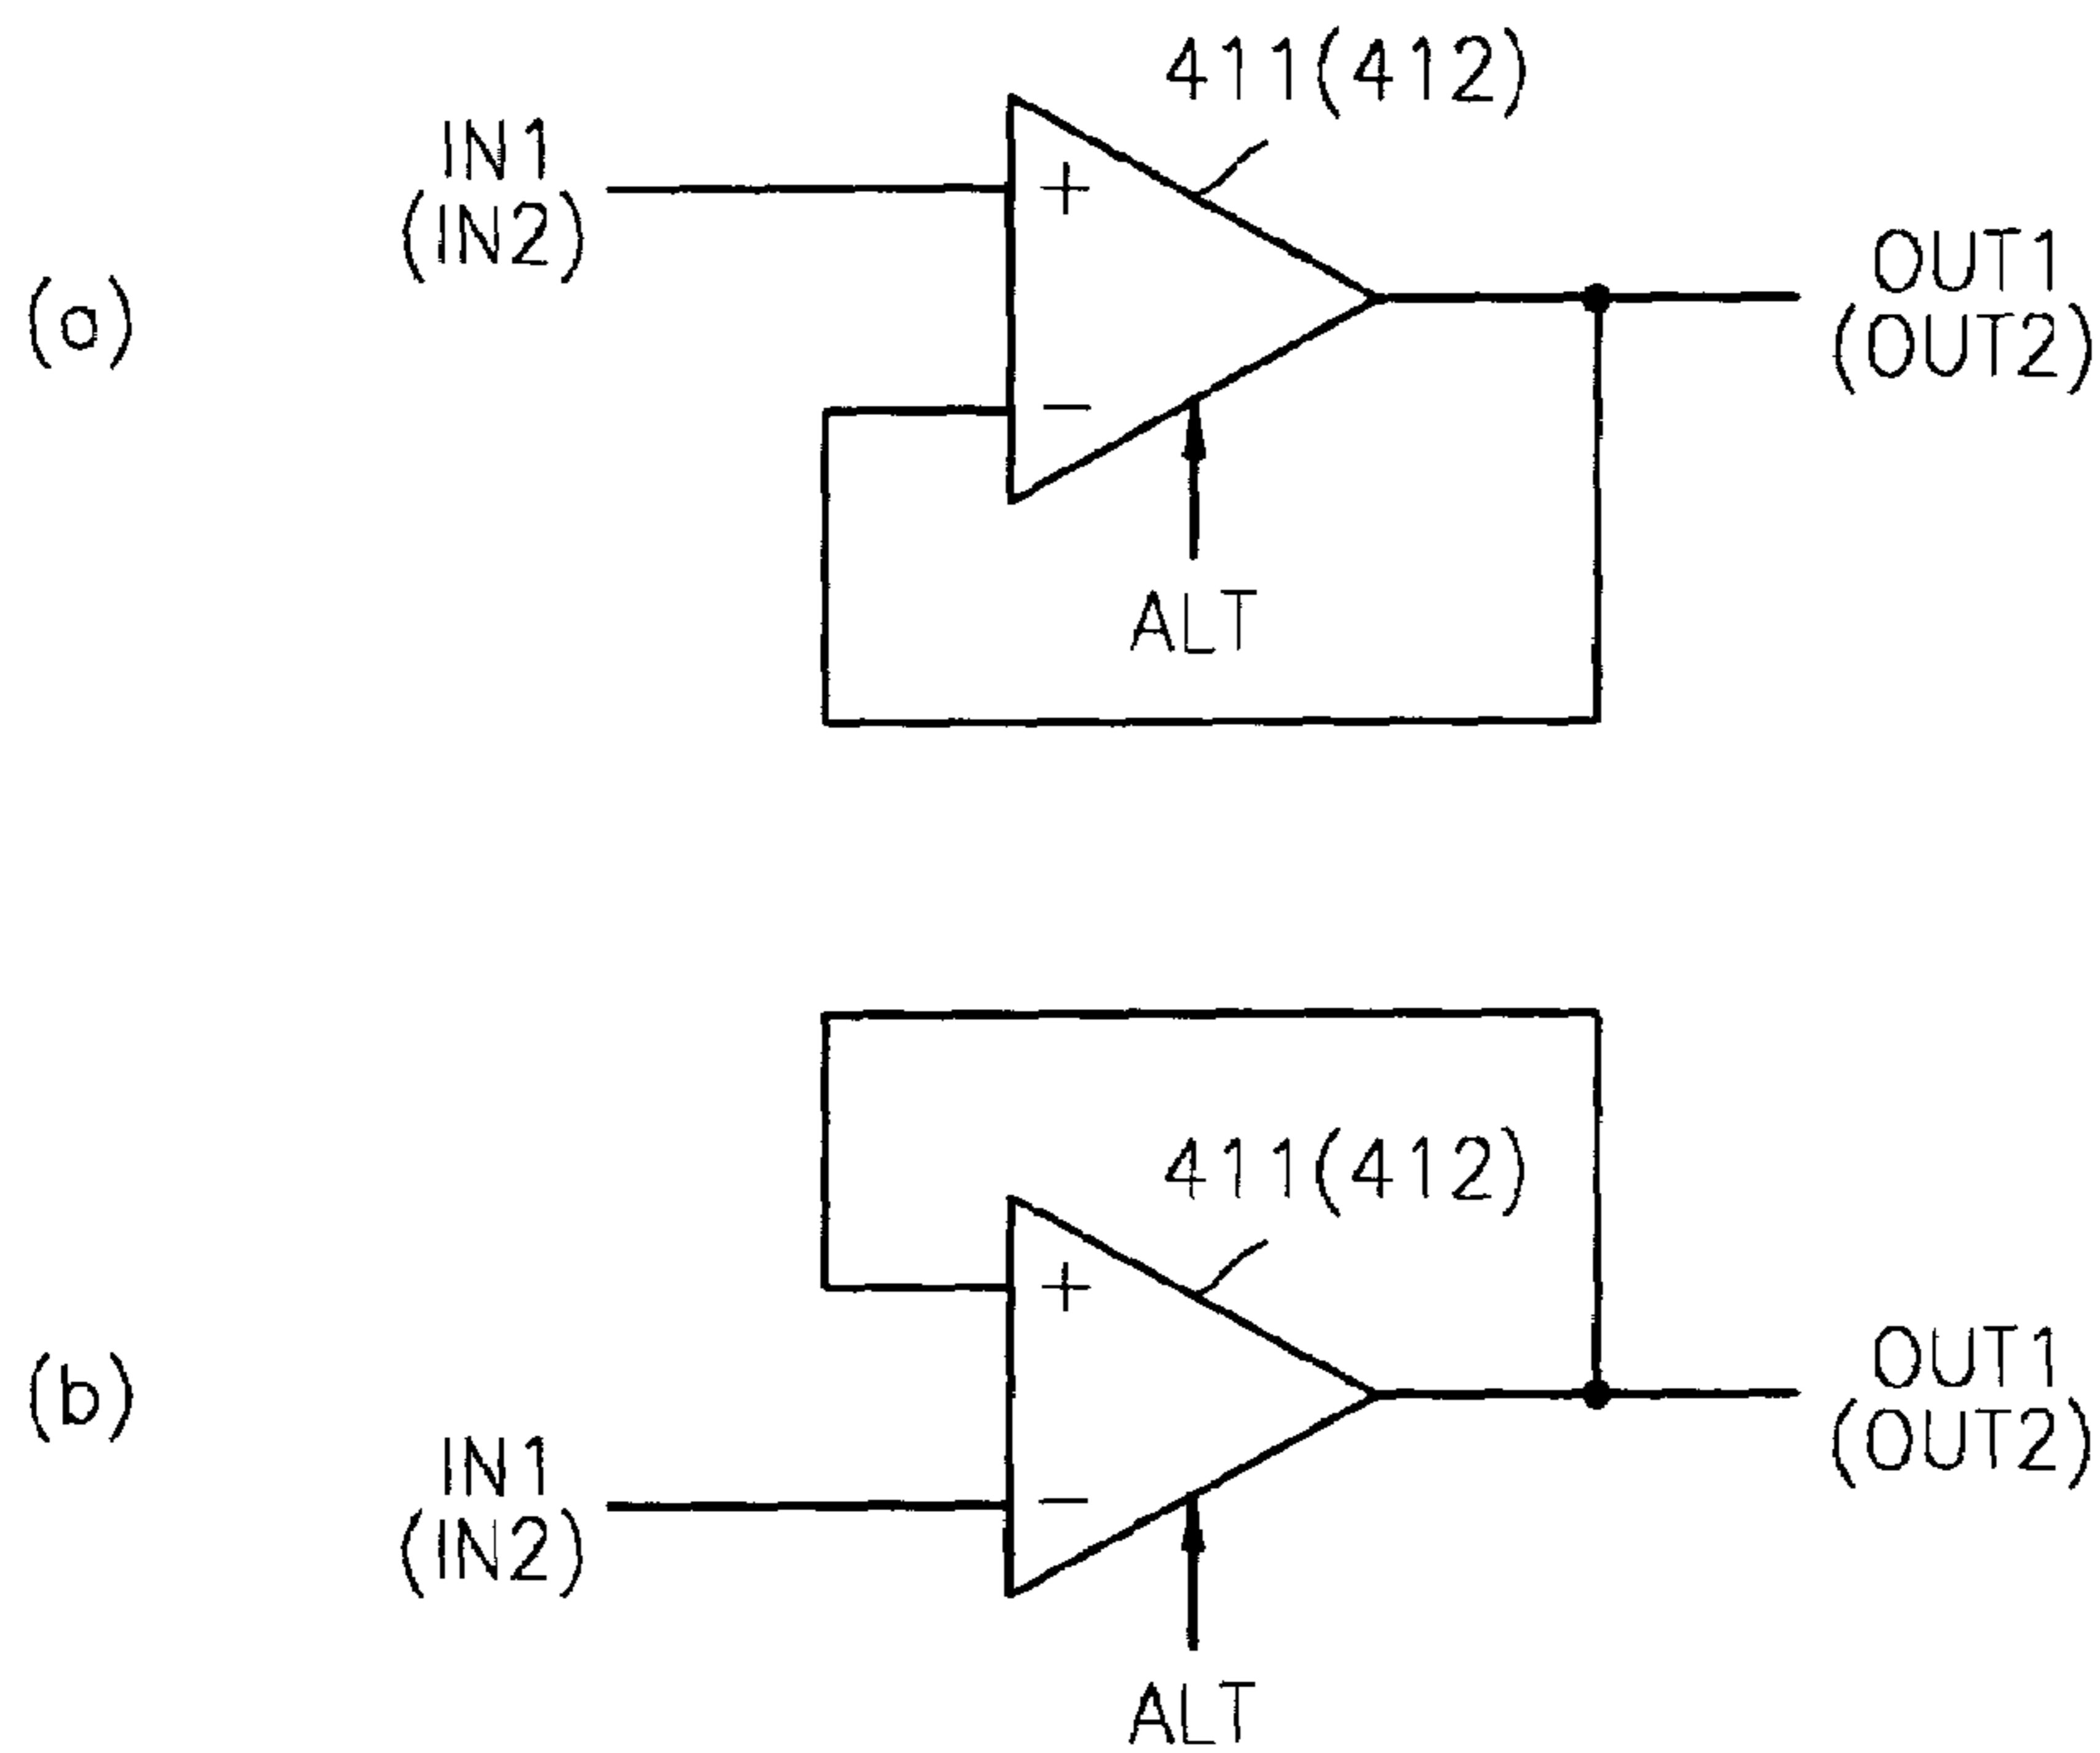 411(412)
IN1
(IN2)
+
OUT1
(OUT2)
(a)
−
ALT
411(412)
+
OUT1
(OUT2)
(b)
IN1
(IN2)
−
ALT